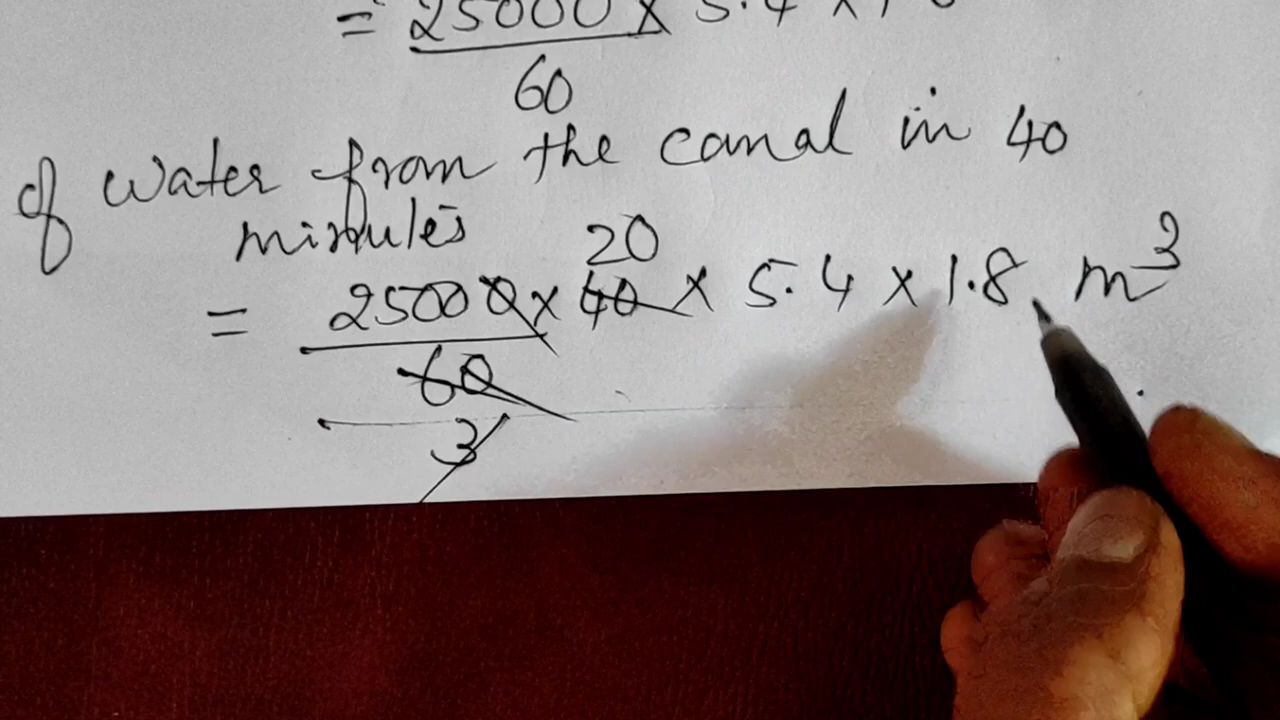 = 25000 × 5.4 × 1.8
60
of water from the canal in 40
minutes
20
= 25000 × 40 × 5.4 × 1.8 m³
60
3